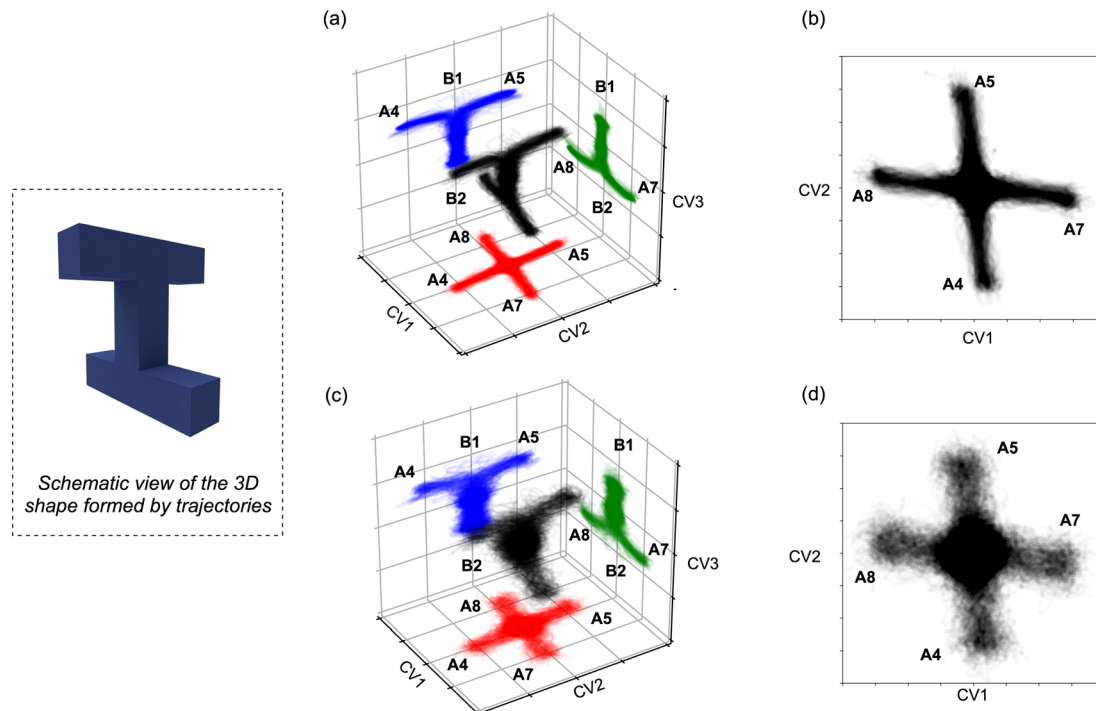 (a)
B1
A5
A4
B1
A8
A7
B2
B2
CV3
A8
A5
A4
A7
CV1
CV2
(b)
A5
CV2
A8
A7
A4
CV1
Schematic view of the 3D
shape formed by trajectories
(c)
B1
A5
A4
B1
A8
A7
B2
B2
CV3
A8
A5
A4
A7
CV1
CV2
(d)
A5
A7
CV2
A8
A4
CV1